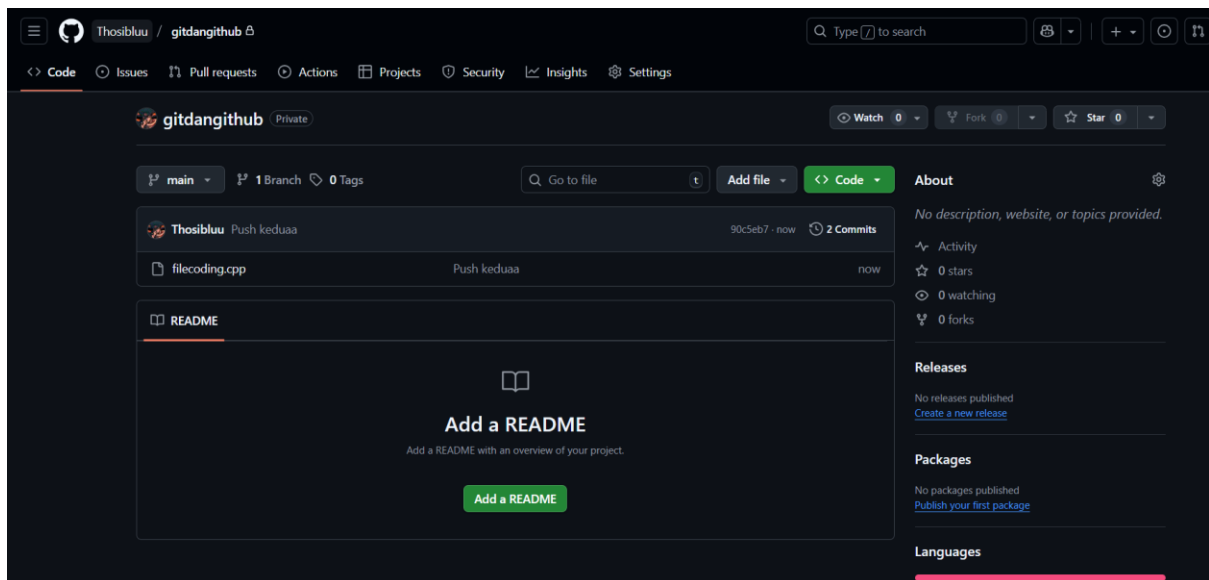 Thosibluu / gitdangithub
Type / to search
Code Issues Pull requests Actions Projects Security Insights Settings
gitdangithub Private
Watch 0 Fork 0 Star 0
main 1 Branch 0 Tags
Go to file t Add file Code
Thosibluu Push keduaa 90c5eb7 · now 2 Commits
filecoding.cpp Push keduaa now
README
Add a README
Add a README with an overview of your project.
Add a README
About
No description, website, or topics provided.
Activity
0 stars
0 watching
0 forks
Releases
No releases published
Create a new release
Packages
No packages published
Publish your first package
Languages